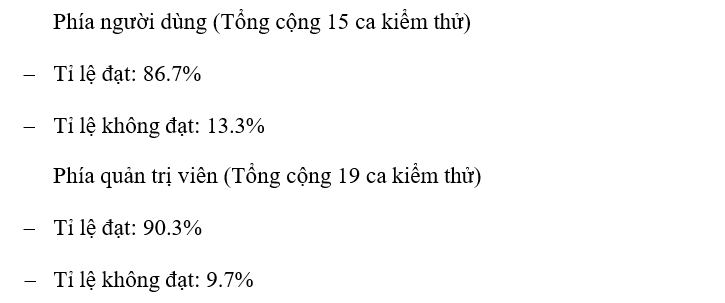 Phía người dùng (Tổng cộng 15 ca kiểm thử)
– Tỉ lệ đạt: 86.7%
– Tỉ lệ không đạt: 13.3%
Phía quản trị viên (Tổng cộng 19 ca kiểm thử)
– Tỉ lệ đạt: 90.3%
– Tỉ lệ không đạt: 9.7%